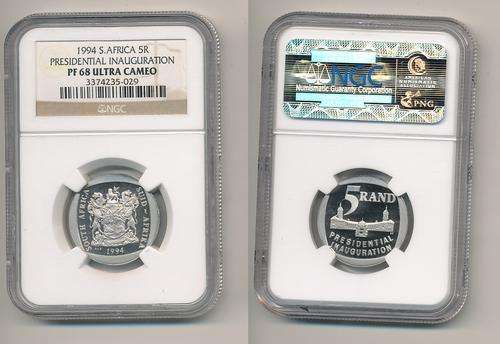 1994 S.AFRICA 5R
PRESIDENTIAL INAUGURATION
PF 68 ULTRA CAMEO
3374235-029
NGC
SOUTH AFRICA
SUID-AFRIKA
1994
NGC
Numismatic Guaranty Corporation
AMERICAN
NUMISMATIC
ASSOCIATION
PNG
5 RAND
PRESIDENTIAL
INAUGURATION